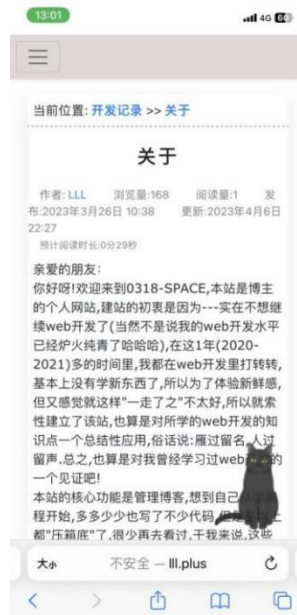 13:01
4G 60
当前位置: 开发记录 >> 关于
关于
作者: LLL 浏览量:168 阅读量:1 发
布:2023年3月26日 10:38 更新:2023年4月6日
22:27
预计阅读时长:0分29秒
亲爱的朋友:
你好呀!欢迎来到0318-SPACE,本站是博主
的个人网站,建站的初衷是因为---实在不想继
续web开发了(当然不是说我的web开发水平
已经炉火纯青了哈哈哈),在这1年(2020-
2021)多的时间里,我都在web开发里打转转,
基本上没有学新东西了,所以为了体验新鲜感,
但又感觉就这样"一走了之"不太好,所以就索
性建立了该站,也算是对所学的web开发的知
识点一个总结性应用,俗话说:雁过留名,人过
留声.总之,也算是对我曾经学习过web
一个见证吧!
本站的核心功能是管理博客,想到自己
程开始,多多少少也写了不少代码
都"压箱底"了,很少再去看过,于我来说,这些
大小 不安全 — lll.plus